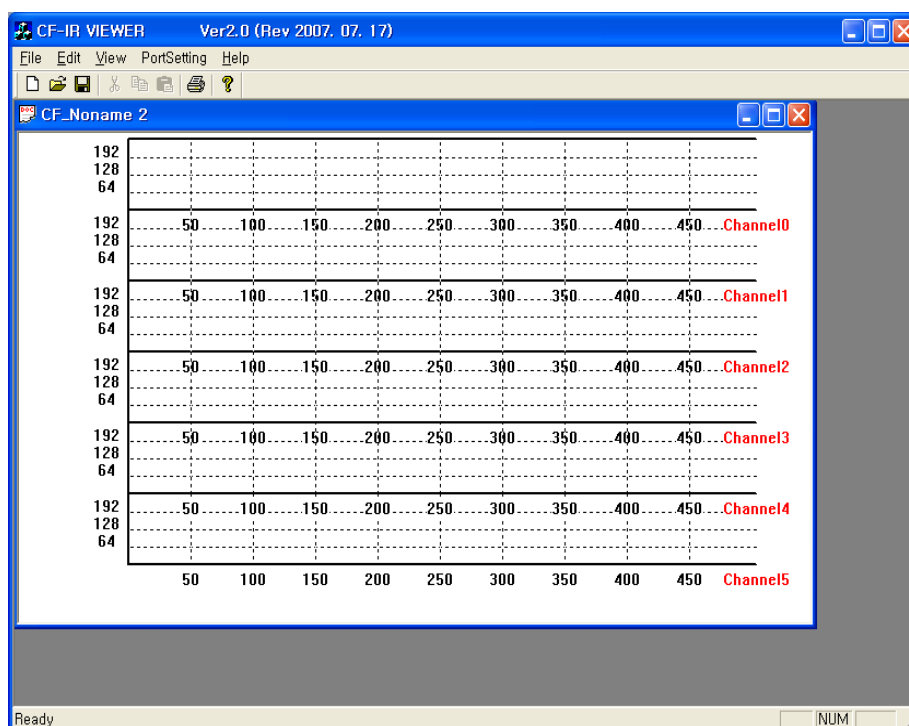 CF-IR VIEWER Ver2.0 (Rev 2007. 07. 17)
File Edit View PortSetting Help
CF_Noname 2
192
128
64
192 50 100 150 200 250 300 350 400 450 Channel0
128
64
192 50 100 150 200 250 300 350 400 450 Channel1
128
64
192 50 100 150 200 250 300 350 400 450 Channel2
128
64
192 50 100 150 200 250 300 350 400 450 Channel3
128
64
192 50 100 150 200 250 300 350 400 450 Channel4
128
64
50 100 150 200 250 300 350 400 450 Channel5
Ready NUM